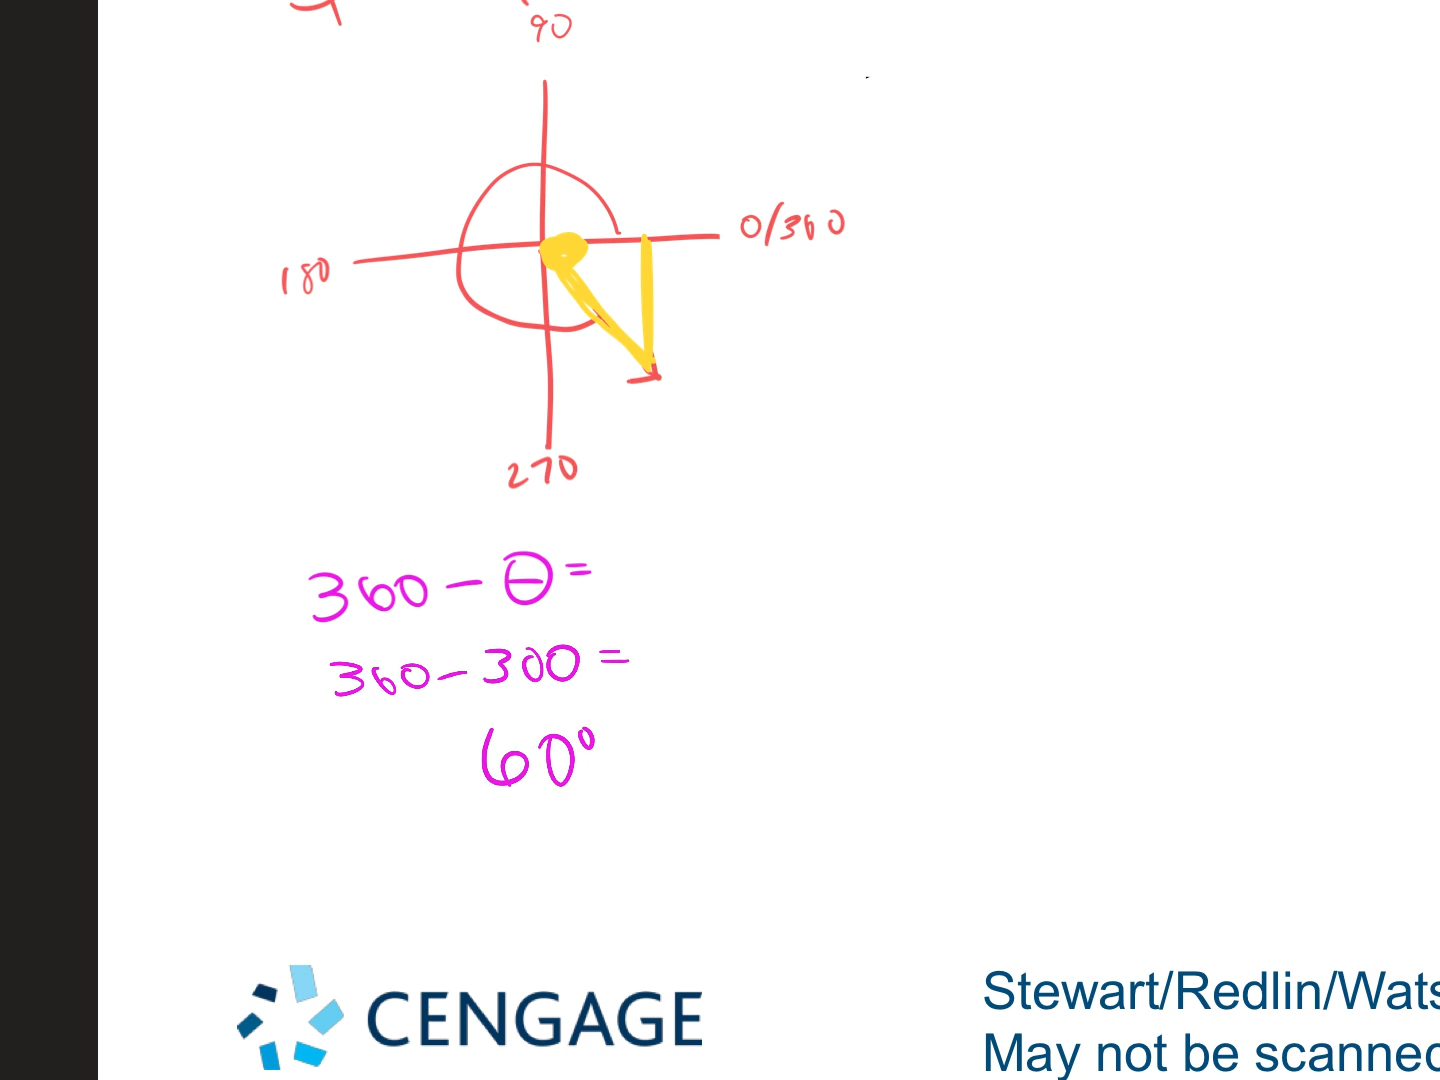 90
0/360
180
270
360 - θ =
360 - 300 =
60°
CENGAGE
Stewart/Redlin/Wats
May not be scanned